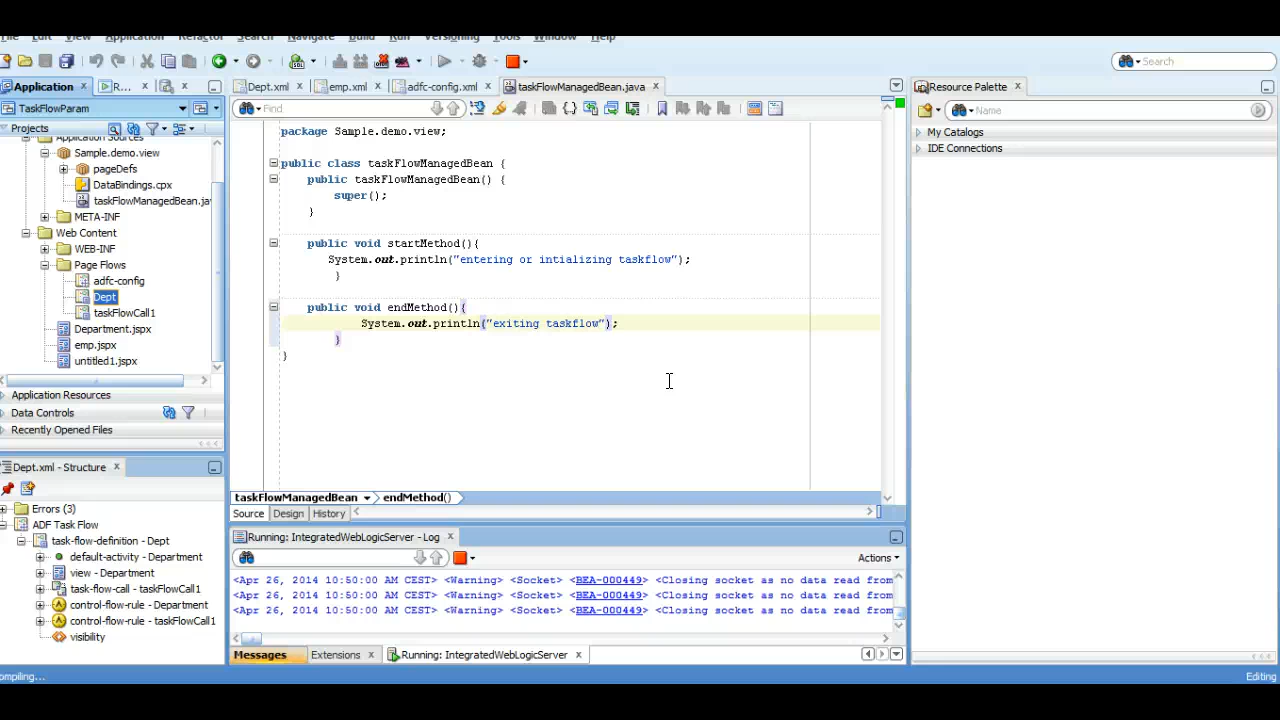 File Edit View Application Refactor Search Navigate Build Run Versioning Tools Window Help
Search
Application
R...
Dept.xml
emp.xml
adfc-config.xml
taskFlowManagedBean.java
Resource Palette
TaskFlowParam
Find
Name
Projects
My Catalogs
IDE Connections
Application Sources
Sample.demo.view
pageDefs
DataBindings.cpx
taskFlowManagedBean.jav
META-INF
Web Content
WEB-INF
Page Flows
adfc-config
Dept
taskFlowCall1
Department.jspx
emp.jspx
untitled1.jspx
Application Resources
Data Controls
Recently Opened Files
package Sample.demo.view;
public class taskFlowManagedBean {
public taskFlowManagedBean() {
super();
}
public void startMethod(){
System.out.println("entering or intializing taskflow");
}
public void endMethod(){
System.out.println("exiting taskflow");
}
}
taskFlowManagedBean
endMethod()
Source Design History
Dept.xml - Structure
Errors (3)
ADF Task Flow
task-flow-definition - Dept
default-activity - Department
view - Department
task-flow-call - taskFlowCall1
control-flow-rule - Department
control-flow-rule - taskFlowCall1
visibility
Running: IntegratedWebLogicServer - Log
Actions
<Apr 26, 2014 10:50:00 AM CEST> <Warning> <Socket> <BEA-000449> <Closing socket as no data read from
<Apr 26, 2014 10:50:00 AM CEST> <Warning> <Socket> <BEA-000449> <Closing socket as no data read from
<Apr 26, 2014 10:50:00 AM CEST> <Warning> <Socket> <BEA-000449> <Closing socket as no data read from
Messages
Extensions
Running: IntegratedWebLogicServer
ompiling...
Editing